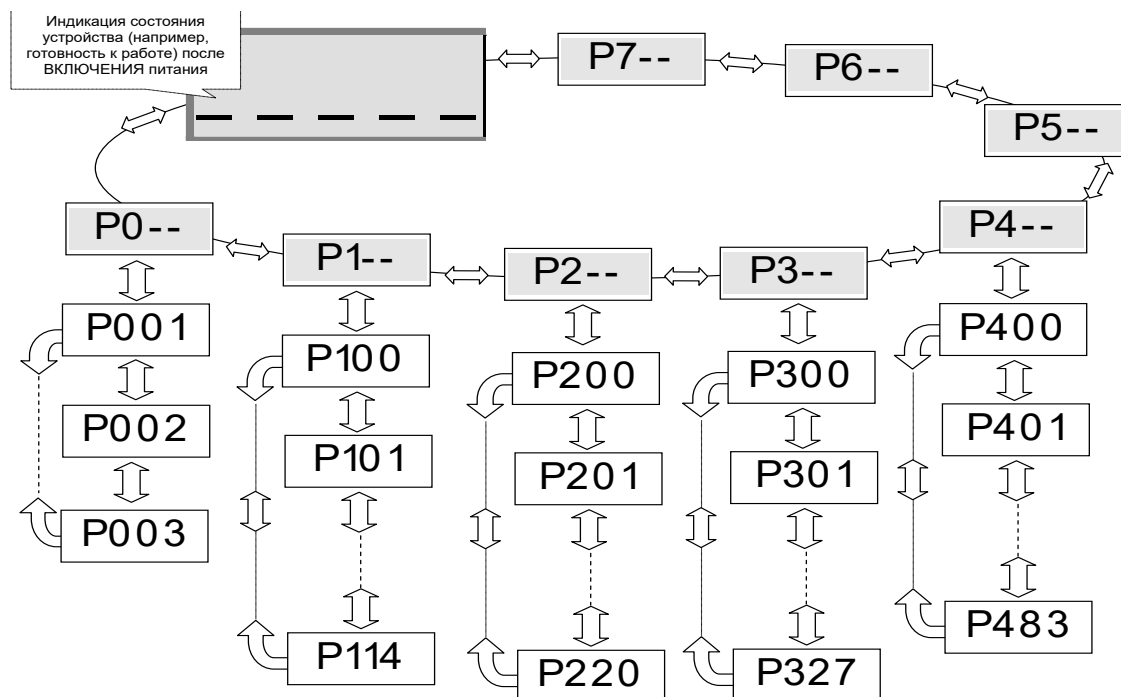 Индикация состояния
устройства (например,
готовность к работе) после
ВКЛЮЧЕНИЯ питания
P7--
P6--
P5--
P0--
P1--
P2--
P3--
P4--
P001
P002
P003
P100
P101
P114
P200
P201
P220
P300
P301
P327
P400
P401
P483